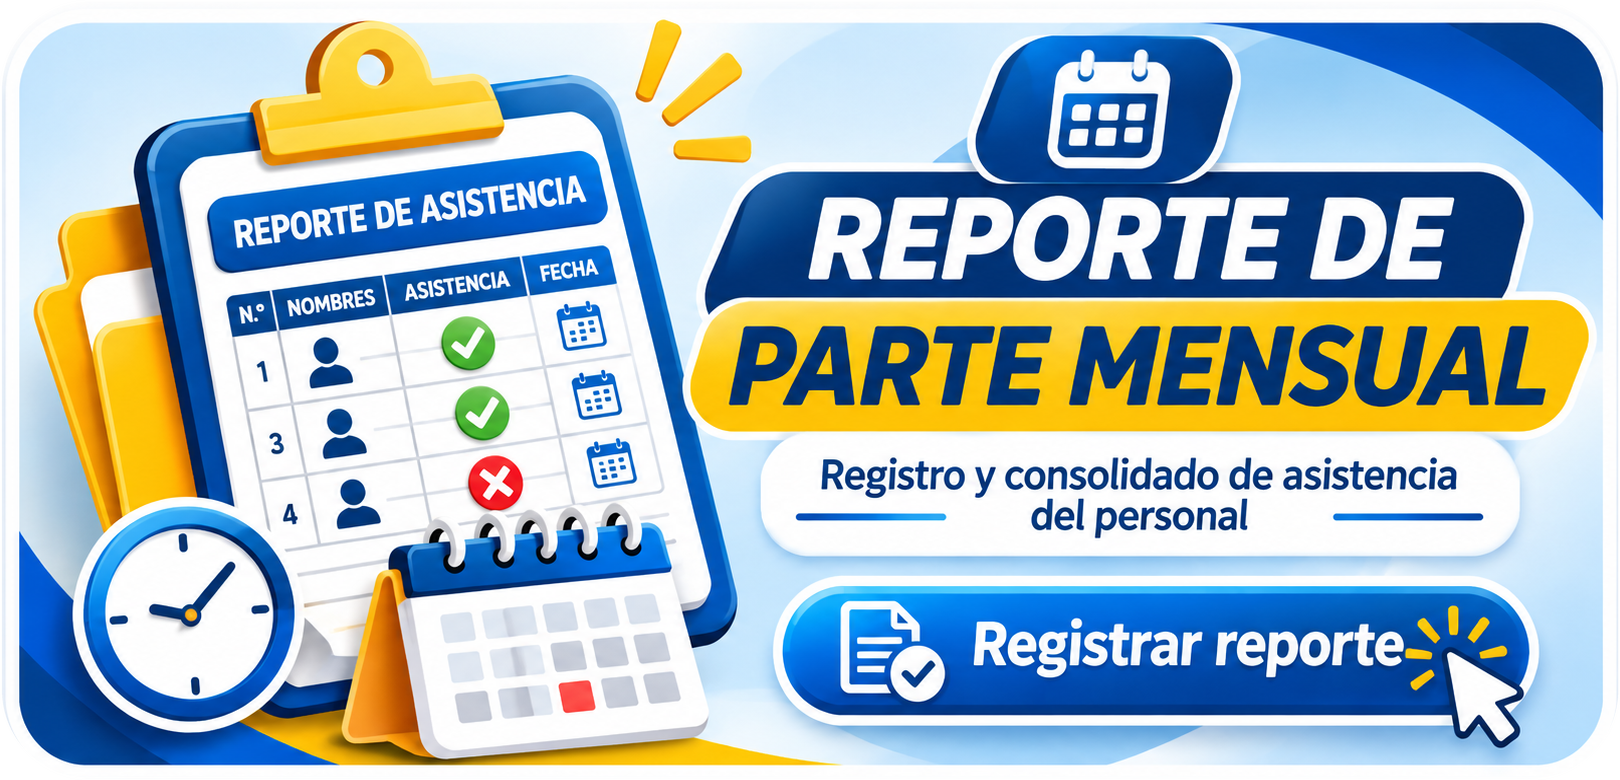 REPORTE DE ASISTENCIA
N.º NOMBRES ASISTENCIA FECHA
1
3
4
REPORTE DE
PARTE MENSUAL
Registro y consolidado de asistencia
del personal
Registrar reporte